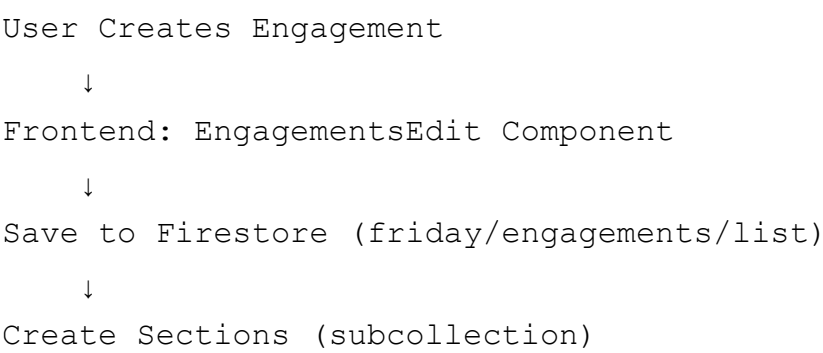 User Creates Engagement
↓
Frontend: EngagementsEdit Component
↓
Save to Firestore (friday/engagements/list)
↓
Create Sections (subcollection)